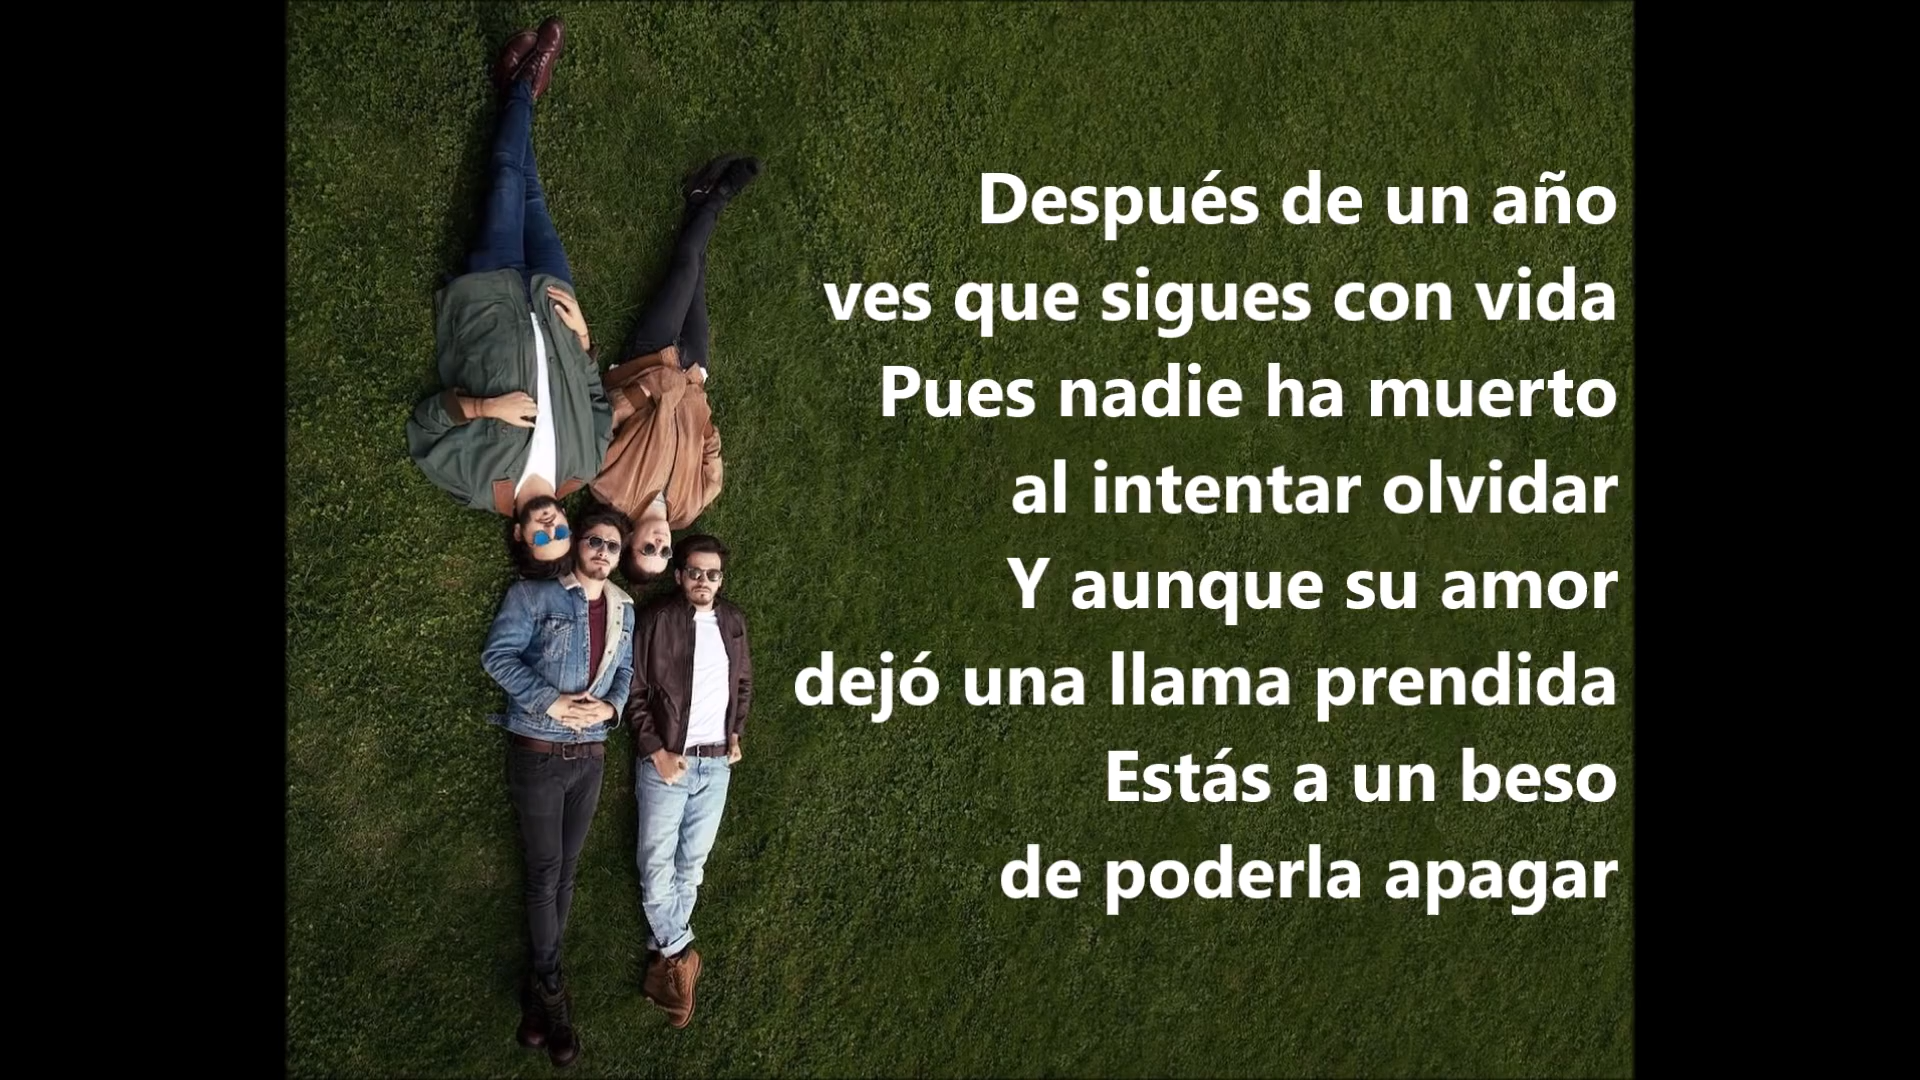 Después de un año
ves que sigues con vida
Pues nadie ha muerto
al intentar olvidar
Y aunque su amor
dejó una llama prendida
Estás a un beso
de poderla apagar